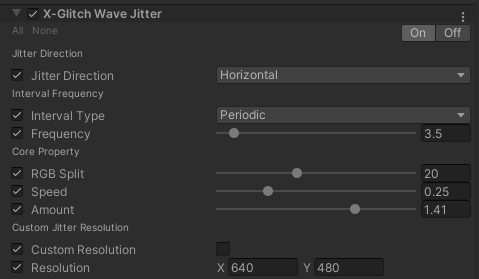 X-Glitch Wave Jitter
All None On Off
Jitter Direction
Jitter Direction Horizontal
Interval Frequency
Interval Type Periodic
Frequency 3.5
Core Property
RGB Split 20
Speed 0.25
Amount 1.41
Custom Jitter Resolution
Custom Resolution
Resolution X 640 Y 480